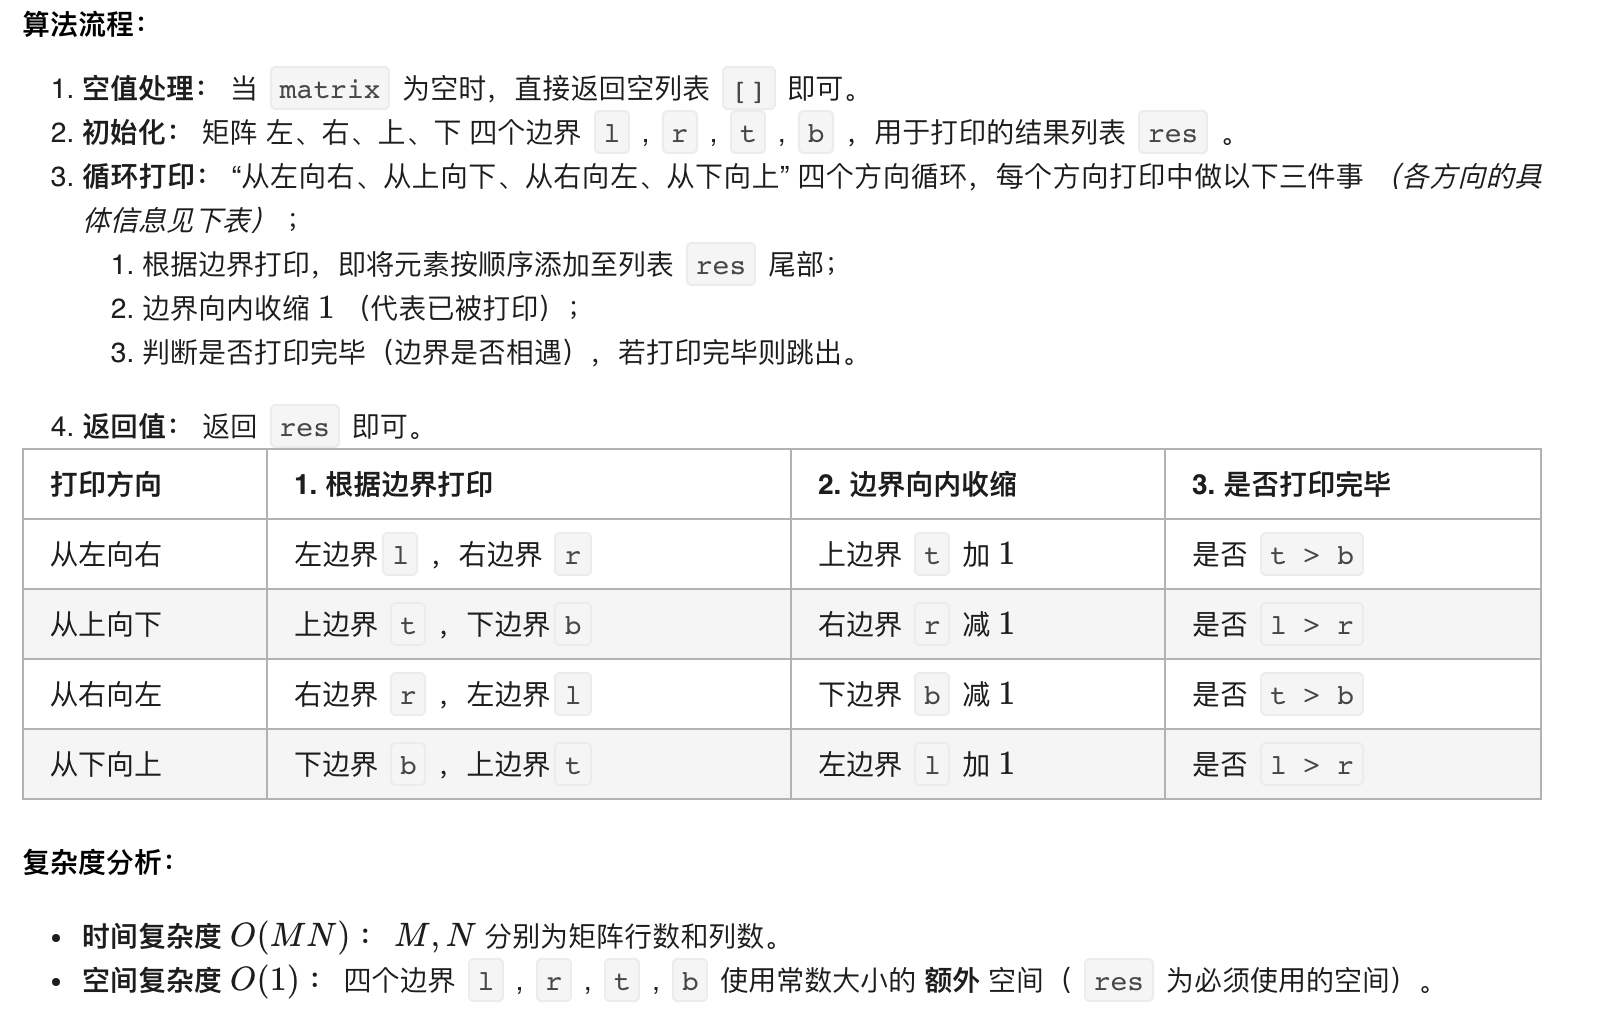 算法流程：
1. 空值处理： 当 matrix 为空时，直接返回空列表 [] 即可。
2. 初始化： 矩阵 左、右、上、下 四个边界 l , r , t , b ，用于打印的结果列表 res 。
3. 循环打印： “从左向右、从上向下、从右向左、从下向上” 四个方向循环，每个方向打印中做以下三件事 （各方向的具
体信息见下表） ；
1. 根据边界打印，即将元素按顺序添加至列表 res 尾部；
2. 边界向内收缩 1 （代表已被打印）；
3. 判断是否打印完毕（边界是否相遇），若打印完毕则跳出。
4. 返回值： 返回 res 即可。
打印方向 1. 根据边界打印 2. 边界向内收缩 3. 是否打印完毕
从左向右 左边界 l ，右边界 r 上边界 t 加 1 是否 t > b
从上向下 上边界 t ，下边界 b 右边界 r 减 1 是否 l > r
从右向左 右边界 r ，左边界 l 下边界 b 减 1 是否 t > b
从下向上 下边界 b ，上边界 t 左边界 l 加 1 是否 l > r
复杂度分析：
• 时间复杂度 O(MN)： M, N 分别为矩阵行数和列数。
• 空间复杂度 O(1)： 四个边界 l , r , t , b 使用常数大小的 额外 空间（ res 为必须使用的空间）。